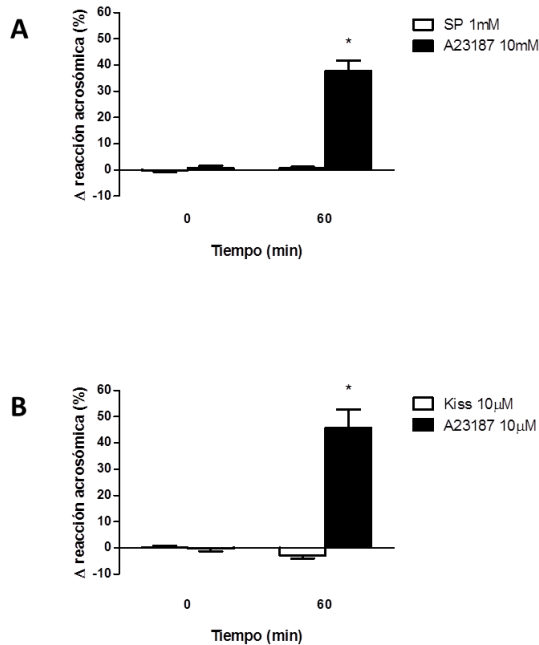 A
Δ reacción acrosómica (%)
60
50
40
30
20
10
0
-10
*
SP 1mM
A23187 10mM
0
60
Tiempo (min)
B
Δ reacción acrosómica (%)
60
50
40
30
20
10
0
-10
*
Kiss 10μM
A23187 10μM
0
60
Tiempo (min)